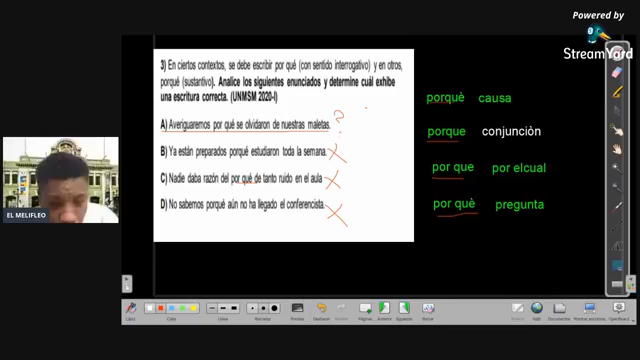 Powered by
StreamYard
3) En ciertos contextos, se debe escribir por qué (con sentido interrogativo) y en otros,
porqué (sustantivo). Analice los siguientes enunciados y determine cuál exhibe
una escritura correcta. (UNMSM 2020-I)
A) Averiguaremos por qué se olvidaron de nuestras maletas.
?
B) Ya están preparados porqué estudiaron toda la semana.
C) Nadie daba razón del por qué de tanto ruido en el aula
D) No sabemos porqué aún no ha llegado el conferencista.
porquè causa
porque conjunciòn
por que por elcual
por què pregunta
EL MELIFLEO